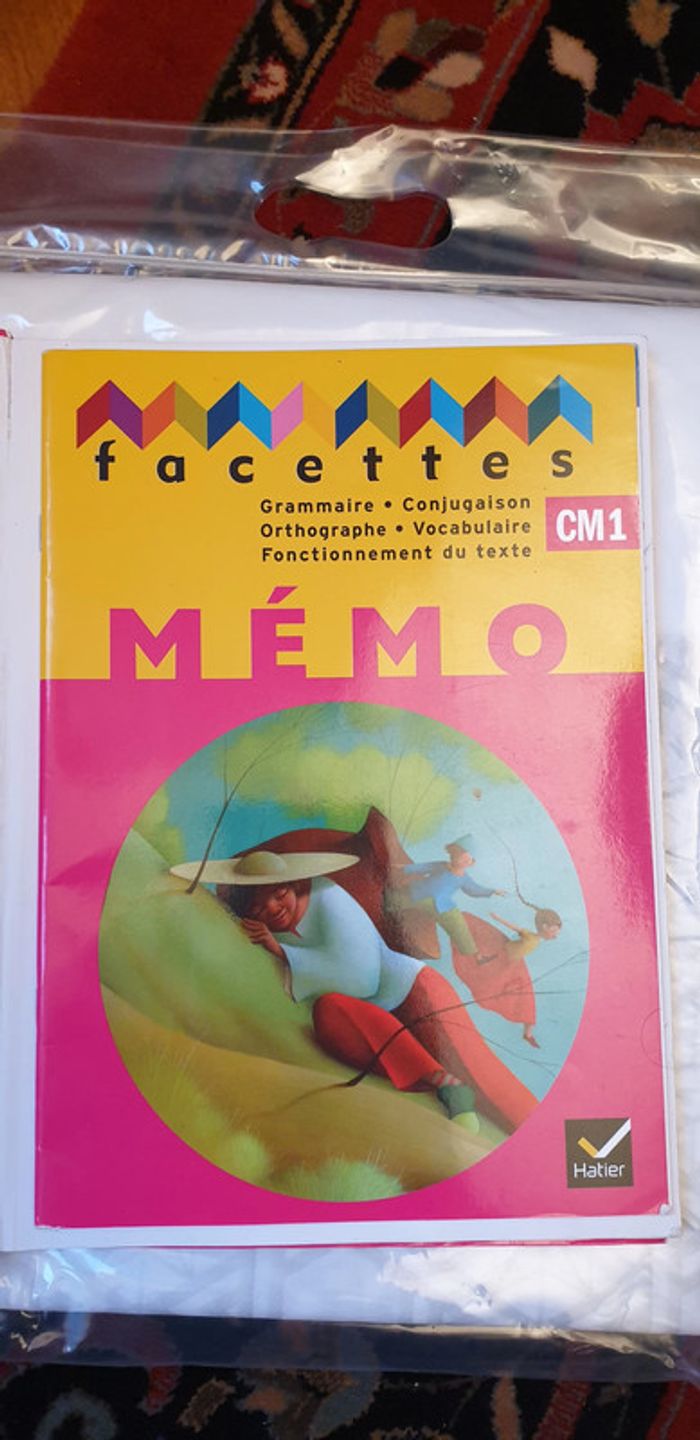 facettes
Grammaire • Conjugaison
Orthographe • Vocabulaire
Fonctionnement du texte
CM1
MÉMO
Hatier